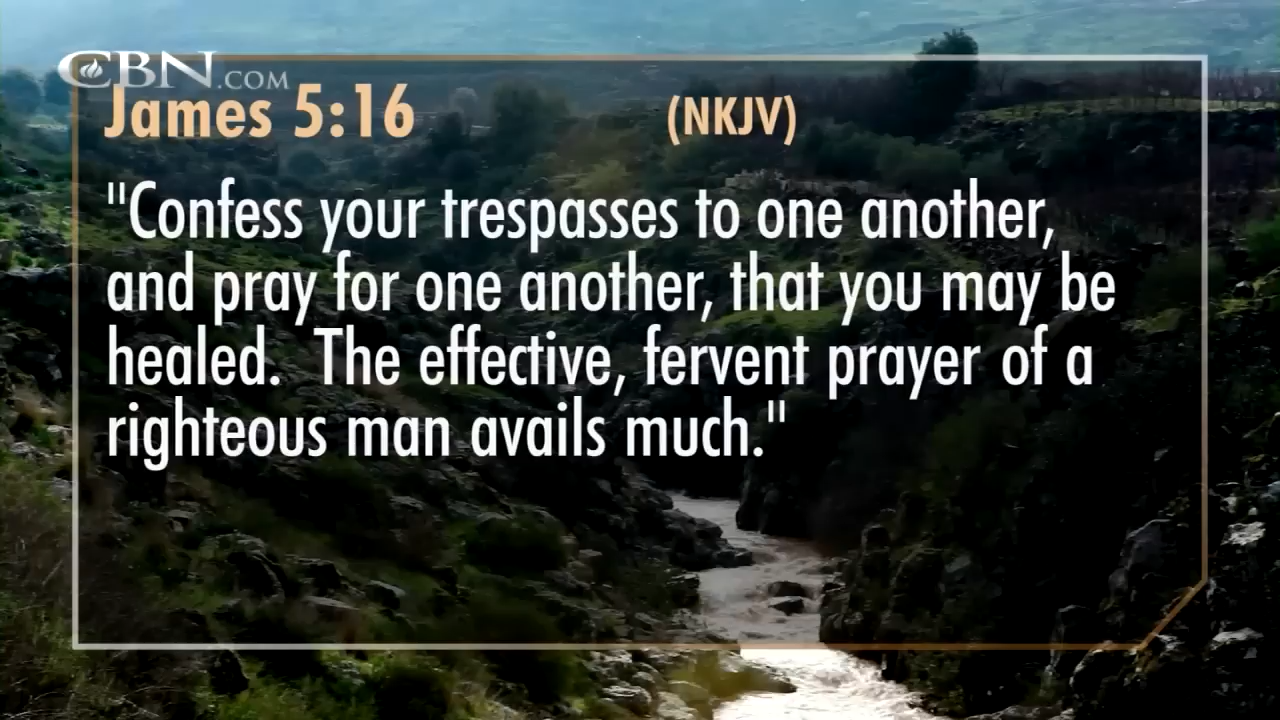 CBN.COM
James 5:16 (NKJV)
"Confess your trespasses to one another,
and pray for one another, that you may be
healed.  The effective, fervent prayer of a
righteous man avails much."